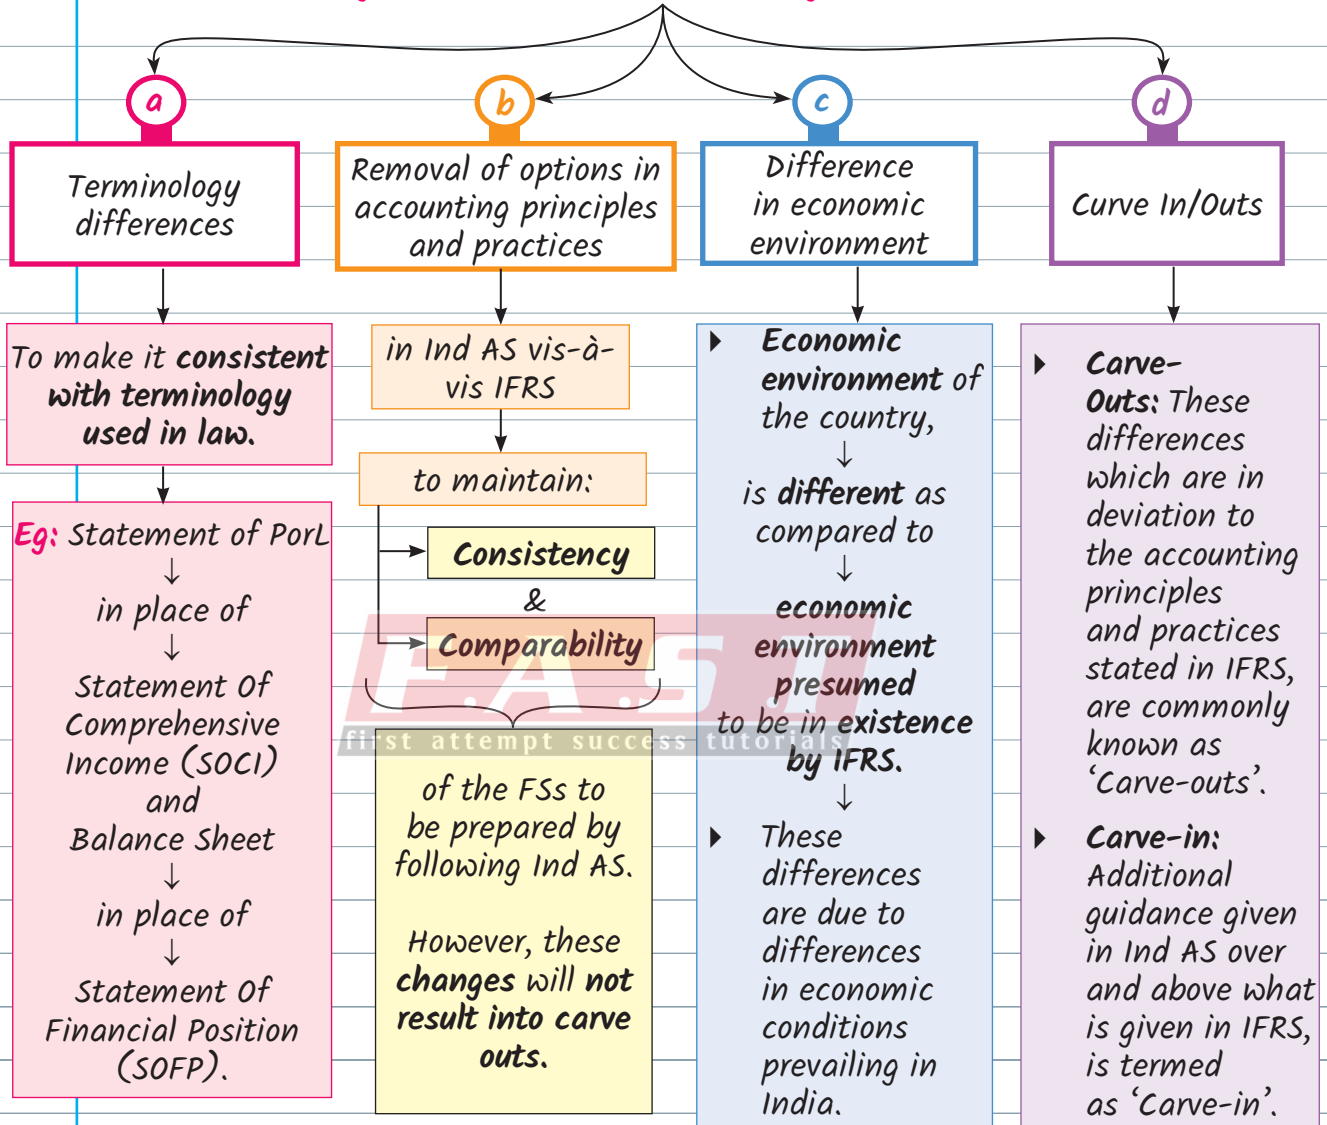 a
Terminology
differences
To make it consistent
with terminology
used in law.
Eg: Statement of PorL
↓
in place of
↓
Statement Of
Comprehensive
Income (SOCI)
and
Balance Sheet
↓
in place of
↓
Statement Of
Financial Position
(SOFP).
b
Removal of options in
accounting principles
and practices
in Ind AS vis-à-
vis IFRS
to maintain:
Consistency
&
Comparability
of the FSs to
be prepared by
following Ind AS.
However, these
changes will not
result into carve
outs.
c
Difference
in economic
environment
Economic
environment of
the country,
↓
is different as
compared to
↓
economic
environment
presumed
to be in existence
by IFRS.
↓
These
differences
are due to
differences
in economic
conditions
prevailing in
India.
d
Curve In/Outs
Carve-
Outs: These
differences
which are in
deviation to
the accounting
principles
and practices
stated in IFRS,
are commonly
known as
‘Carve-outs’.
Carve-in:
Additional
guidance given
in Ind AS over
and above what
is given in IFRS,
is termed
as ‘Carve-in’.
F.A.S.T
first attempt success tutorials